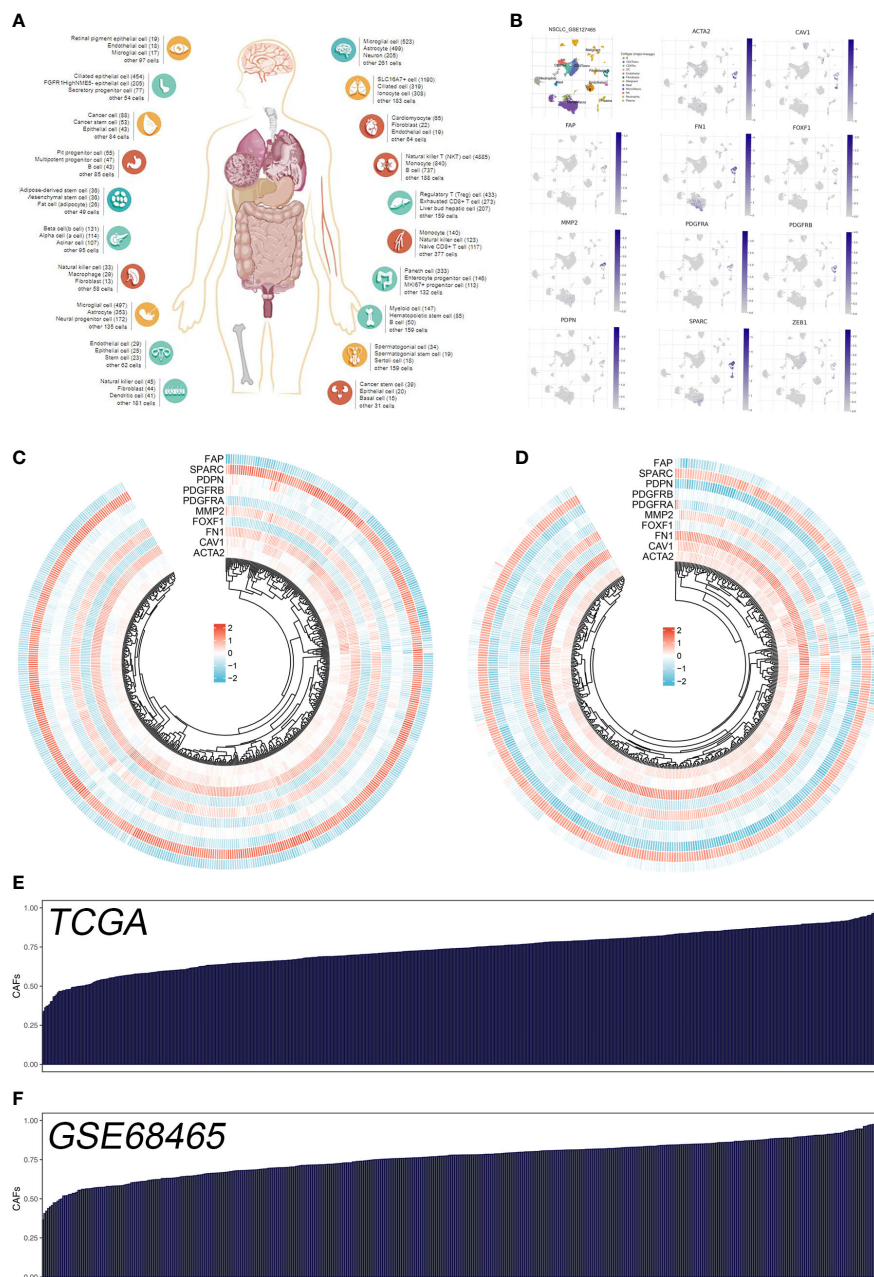 A
Retinal pigment epithelial cell (19)
Endothelial cell (18)
Microglial cell (17)
other 97 cells
Ciliated epithelial cell (454)
FGFR1HighNME5- epithelial cell (205)
Secretory progenitor cell (77)
other 54 cells
Cancer cell (88)
Cancer stem cell (53)
Epithelial cell (43)
other 84 cells
Pit progenitor cell (55)
Multipotent progenitor cell (47)
B cell (43)
other 85 cells
Adipose-derived stem cell (36)
Mesenchymal stem cell (36)
Fat cell (adipocyte) (26)
other 49 cells
Beta cell(b cell) (131)
Alpha cell (a cell) (114)
Acinar cell (107)
other 95 cells
Natural killer cell (33)
Macrophage (29)
Fibroblast (13)
other 58 cells
Microglial cell (497)
Astrocyte (353)
Neural progenitor cell (172)
other 135 cells
Endothelial cell (29)
Epithelial cell (25)
Stem cell (23)
other 62 cells
Natural killer cell (45)
Fibroblast (44)
Dendritic cell (41)
other 181 cells
Microglial cell (523)
Astrocyte (499)
Neuron (205)
other 261 cells
SLC16A7+ cell (1190)
Ciliated cell (319)
Ionocyte cell (308)
other 183 cells
Cardiomyocyte (85)
Fibroblast (22)
Endothelial cell (19)
other 84 cells
Natural killer T (NKT) cell (4885)
Monocyte (840)
B cell (737)
other 188 cells
Regulatory T (Treg) cell (433)
Exhausted CD8+ T cell (273)
Liver bud hepatic cell (207)
other 159 cells
Monocyte (140)
Natural killer cell (123)
Naive CD8+ T cell (117)
other 377 cells
Paneth cell (333)
Enterocyte progenitor cell (146)
MKI67+ progenitor cell (113)
other 132 cells
Myeloid cell (147)
Hematopoietic stem cell (85)
B cell (50)
other 159 cells
Spermatogonial cell (34)
Spermatogonial stem cell (19)
Sertoli cell (18)
other 159 cells
Cancer stem cell (39)
Epithelial cell (20)
Basal cell (15)
other 31 cells
B
NSCLC_GSE127465
ACTA2
CAV1
FAP
FN1
FOXF1
MMP2
PDGFRA
PDGFRB
PDPN
SPARC
ZEB1
C
FAP
SPARC
PDPN
PDGFRB
PDGFRA
MMP2
FOXF1
FN1
CAV1
ACTA2
2
1
0
−1
−2
D
FAP
SPARC
PDPN
PDGFRB
PDGFRA
MMP2
FOXF1
FN1
CAV1
ACTA2
2
1
0
−1
−2
E
TCGA
CAFs
1.00
0.75
0.50
0.25
0.00
F
GSE68465
CAFs
1.00
0.75
0.50
0.25
0.00